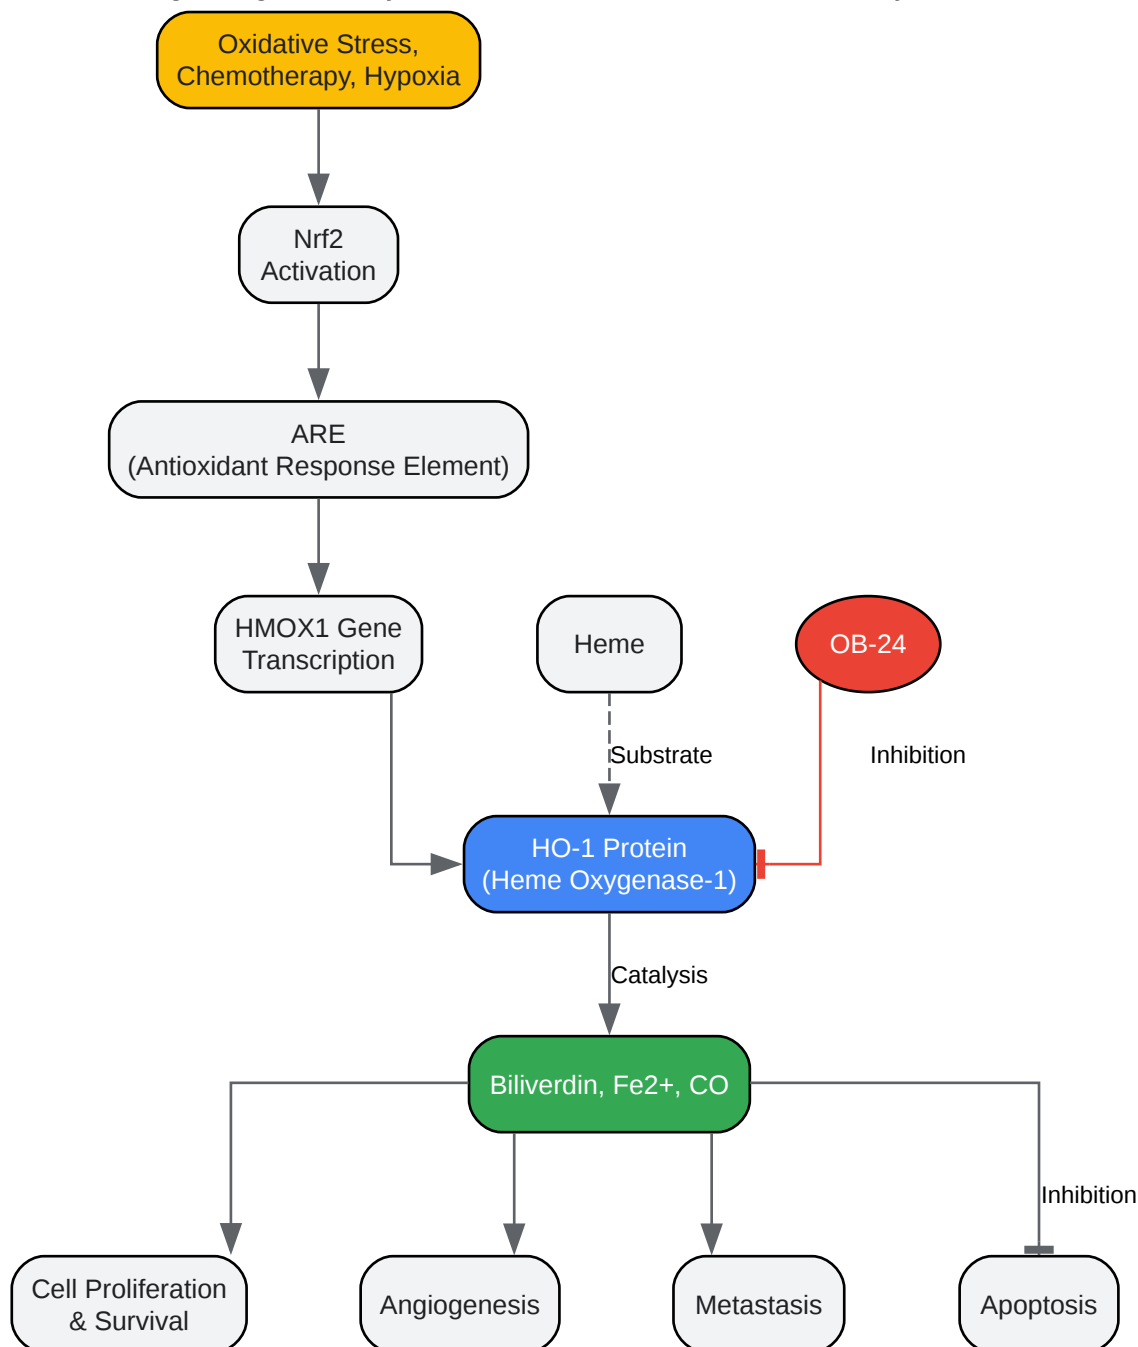 Oxidative Stress,
Chemotherapy, Hypoxia
Nrf2
Activation
ARE
(Antioxidant Response Element)
HMOX1 Gene
Transcription
Heme
OB-24
Substrate
Inhibition
HO-1 Protein
(Heme Oxygenase-1)
Catalysis
Biliverdin, Fe2+, CO
Inhibition
Cell Proliferation
& Survival
Angiogenesis
Metastasis
Apoptosis